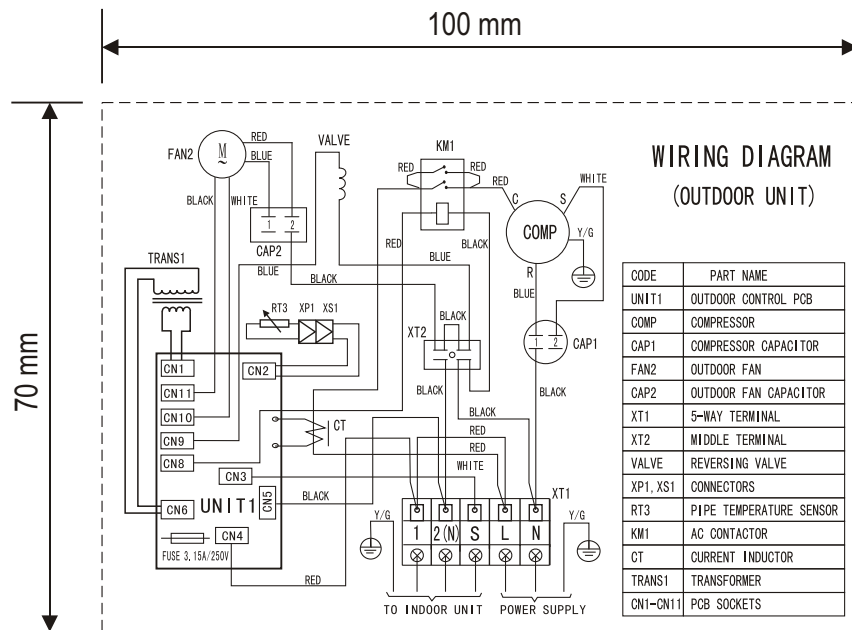 100 mm
70 mm
WIRING DIAGRAM
(OUTDOOR UNIT)
FAN2
M
~
RED
BLUE
VALVE
KM1
RED
RED
RED
WHITE
C
S
COMP
Y/G
R
BLACK
WHITE
1 2
CAP2
BLUE
BLACK
RED
BLUE
BLACK
BLUE
TRANS1
RT3
XP1
XS1
BLACK
XT2
1 2
CAP1
CN1
CN2
CN11
CN10
CN9
CN8
CT
CN3
CN5
UNIT1
CN6
CN4
FUSE 3.15A/250V
BLACK
BLACK
BLACK
RED
RED
WHITE
BLACK
XT1
Y/G
1
2(N)
S
L
N
Y/G
RED
TO INDOOR UNIT
POWER SUPPLY
CODE PART NAME
UNIT1 OUTDOOR CONTROL PCB
COMP COMPRESSOR
CAP1 COMPRESSOR CAPACITOR
FAN2 OUTDOOR FAN
CAP2 OUTDOOR FAN CAPACITOR
XT1 5-WAY TERMINAL
XT2 MIDDLE TERMINAL
VALVE REVERSING VALVE
XP1, XS1 CONNECTORS
RT3 PIPE TEMPERATURE SENSOR
KM1 AC CONTACTOR
CT CURRENT INDUCTOR
TRANS1 TRANSFORMER
CN1-CN11 PCB SOCKETS